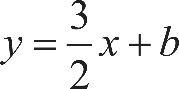 y = 3/2 x + b